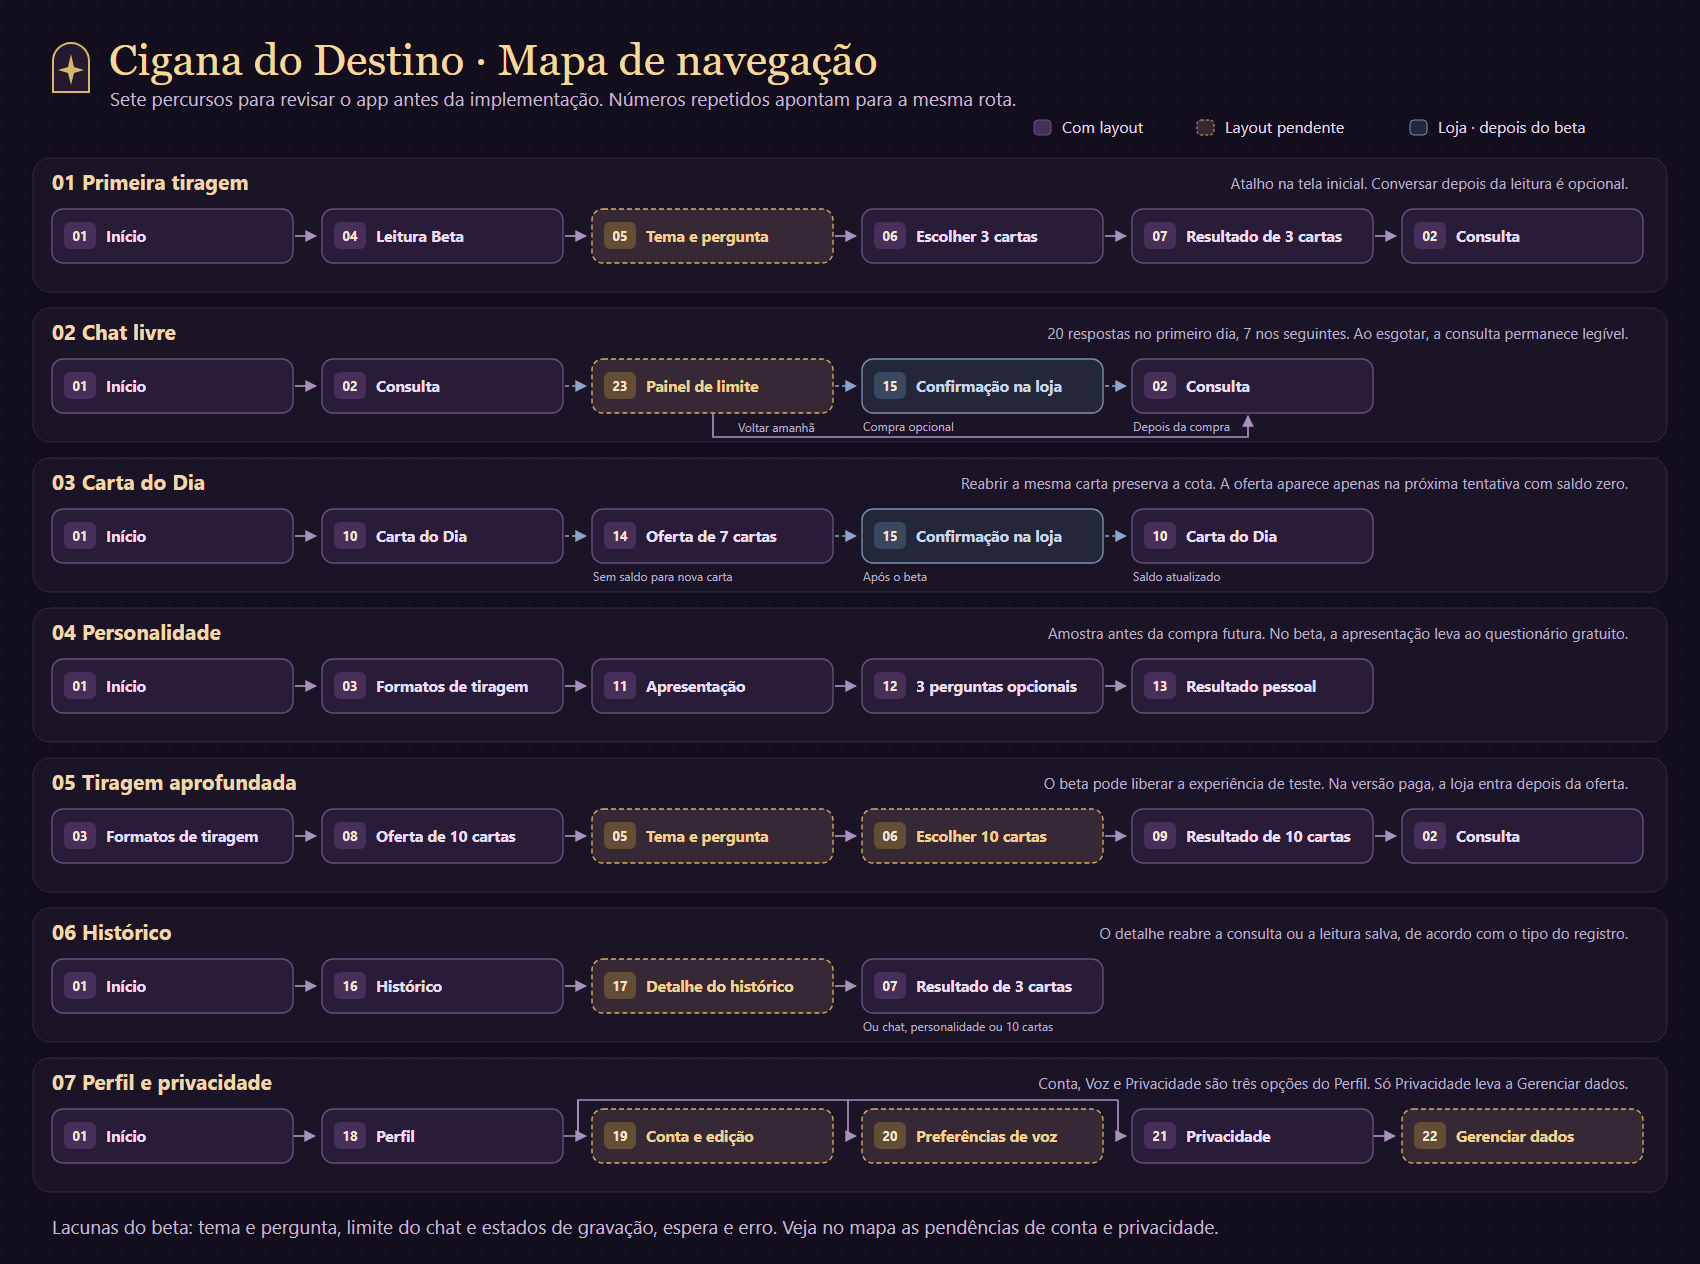 Cigana do Destino · Mapa de navegação
Sete percursos para revisar o app antes da implementação. Números repetidos apontam para a mesma rota.
Com layout
Layout pendente
Loja · depois do beta
01 Primeira tiragem
Atalho na tela inicial. Conversar depois da leitura é opcional.
01 Início
04 Leitura Beta
05 Tema e pergunta
06 Escolher 3 cartas
07 Resultado de 3 cartas
02 Consulta
02 Chat livre
20 respostas no primeiro dia, 7 nos seguintes. Ao esgotar, a consulta permanece legível.
01 Início
02 Consulta
23 Painel de limite
15 Confirmação na loja
02 Consulta
Voltar amanhã
Compra opcional
Depois da compra
03 Carta do Dia
Reabrir a mesma carta preserva a cota. A oferta aparece apenas na próxima tentativa com saldo zero.
01 Início
10 Carta do Dia
14 Oferta de 7 cartas
15 Confirmação na loja
10 Carta do Dia
Sem saldo para nova carta
Após o beta
Saldo atualizado
04 Personalidade
Amostra antes da compra futura. No beta, a apresentação leva ao questionário gratuito.
01 Início
03 Formatos de tiragem
11 Apresentação
12 3 perguntas opcionais
13 Resultado pessoal
05 Tiragem aprofundada
O beta pode liberar a experiência de teste. Na versão paga, a loja entra depois da oferta.
03 Formatos de tiragem
08 Oferta de 10 cartas
05 Tema e pergunta
06 Escolher 10 cartas
09 Resultado de 10 cartas
02 Consulta
06 Histórico
O detalhe reabre a consulta ou a leitura salva, de acordo com o tipo do registro.
01 Início
16 Histórico
17 Detalhe do histórico
07 Resultado de 3 cartas
Ou chat, personalidade ou 10 cartas
07 Perfil e privacidade
Conta, Voz e Privacidade são três opções do Perfil. Só Privacidade leva a Gerenciar dados.
01 Início
18 Perfil
19 Conta e edição
20 Preferências de voz
21 Privacidade
22 Gerenciar dados
Lacunas do beta: tema e pergunta, limite do chat e estados de gravação, espera e erro. Veja no mapa as pendências de conta e privacidade.